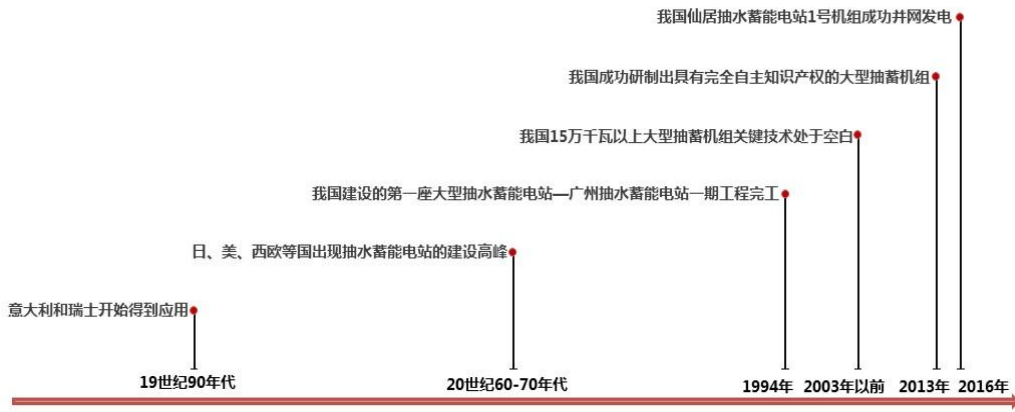 我国仙居抽水蓄能电站1号机组成功并网发电
我国成功研制出具有完全自主知识产权的大型抽蓄机组
我国15万千瓦以上大型抽蓄机组关键技术处于空白
我国建设的第一座大型抽水蓄能电站—广州抽水蓄能电站一期工程完工
日、美、西欧等国出现抽水蓄能电站的建设高峰
意大利和瑞士开始得到应用
19世纪90年代 20世纪60-70年代 1994年 2003年以前 2013年 2016年